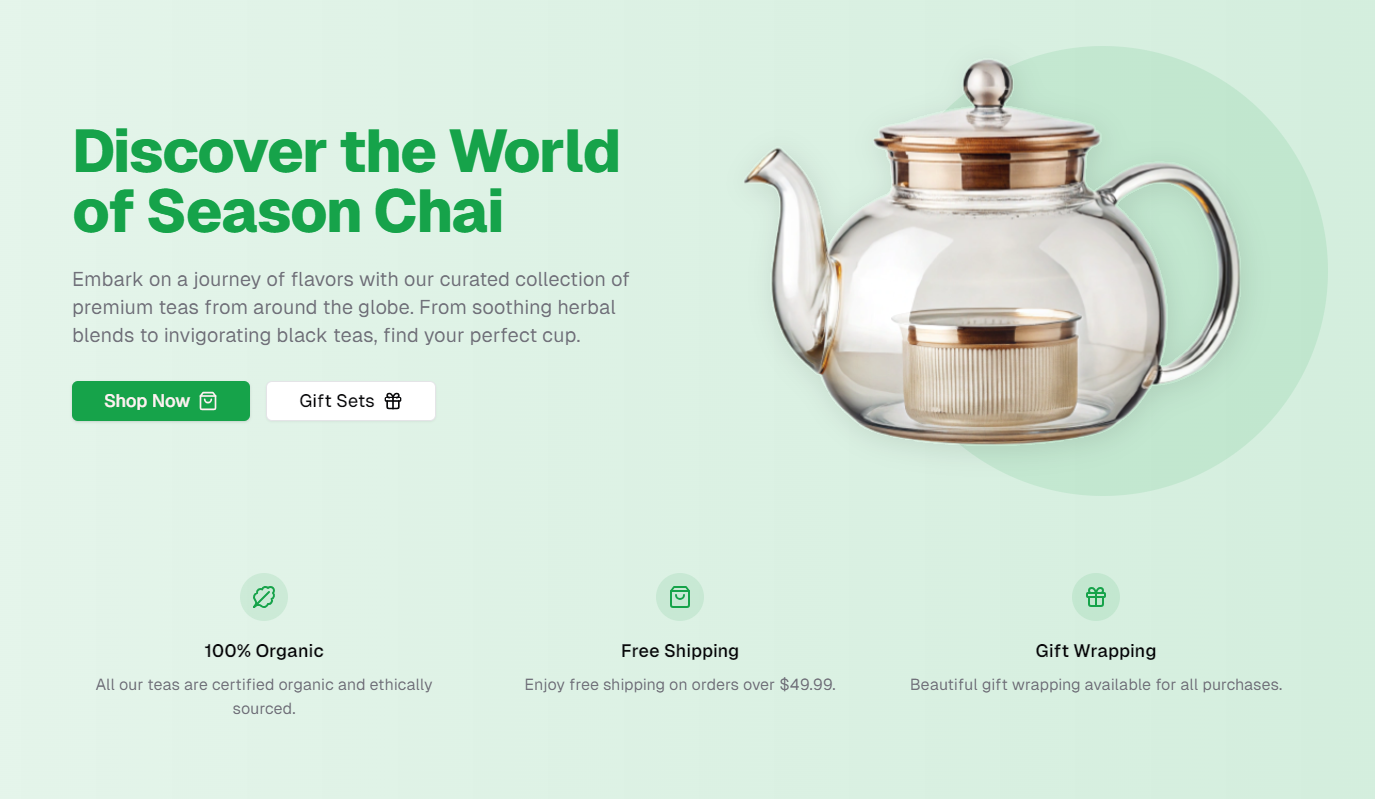 Discover the World
of Season Chai
Embark on a journey of flavors with our curated collection of
premium teas from around the globe. From soothing herbal
blends to invigorating black teas, find your perfect cup.
Shop Now
Gift Sets
100% Organic
All our teas are certified organic and ethically
sourced.
Free Shipping
Enjoy free shipping on orders over $49.99.
Gift Wrapping
Beautiful gift wrapping available for all purchases.